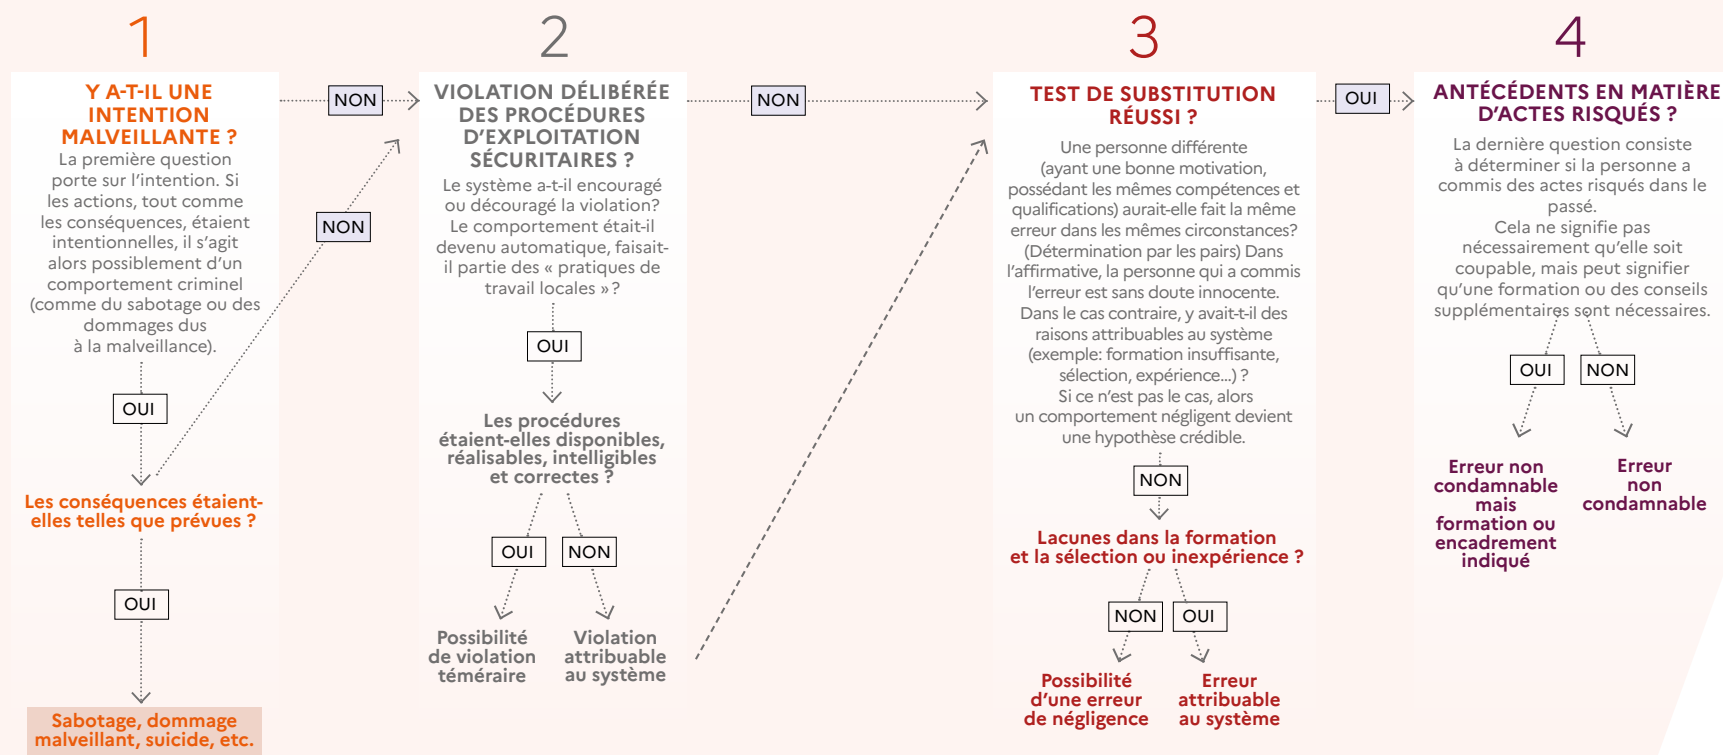 1
Y A-T-IL UNE
INTENTION
MALVEILLANTE ?
La première question
porte sur l'intention. Si
les actions, tout comme
les conséquences, étaient
intentionnelles, il s'agit
alors possiblement d'un
comportement criminel
(comme du sabotage ou des
dommages dus
à la malveillance).
OUI
Les conséquences étaient-
elles telles que prévues ?
OUI
Sabotage, dommage
malveillant, suicide, etc.
NON
NON
2
VIOLATION DÉLIBÉRÉE
DES PROCÉDURES
D'EXPLOITATION
SÉCURITAIRES ?
Le système a-t-il encouragé
ou découragé la violation?
Le comportement était-il
devenu automatique, faisait-
il partie des « pratiques de
travail locales » ?
OUI
Les procédures
étaient-elles disponibles,
réalisables, intelligibles
et correctes ?
OUI
NON
Possibilité
de violation
téméraire
Violation
attribuable
au système
NON
3
TEST DE SUBSTITUTION
RÉUSSI ?
Une personne différente
(ayant une bonne motivation,
possédant les mêmes compétences et
qualifications) aurait-elle fait la même
erreur dans les mêmes circonstances?
(Détermination par les pairs) Dans
l'affirmative, la personne qui a commis
l'erreur est sans doute innocente.
Dans le cas contraire, y avait-t-il des
raisons attribuables au système
(exemple: formation insuffisante,
sélection, expérience...) ?
Si ce n'est pas le cas, alors
un comportement négligent devient
une hypothèse crédible.
NON
Lacunes dans la formation
et la sélection ou inexpérience ?
NON
OUI
Possibilité
d'une erreur
de négligence
Erreur
attribuable
au système
OUI
4
ANTÉCÉDENTS EN MATIÈRE
D'ACTES RISQUÉS ?
La dernière question consiste
à déterminer si la personne a
commis des actes risqués dans le
passé.
Cela ne signifie pas
nécessairement qu'elle soit
coupable, mais peut signifier
qu'une formation ou des conseils
supplémentaires sont nécessaires.
OUI
NON
Erreur non
condamnable
mais
formation ou
encadrement
indiqué
Erreur
non
condamnable